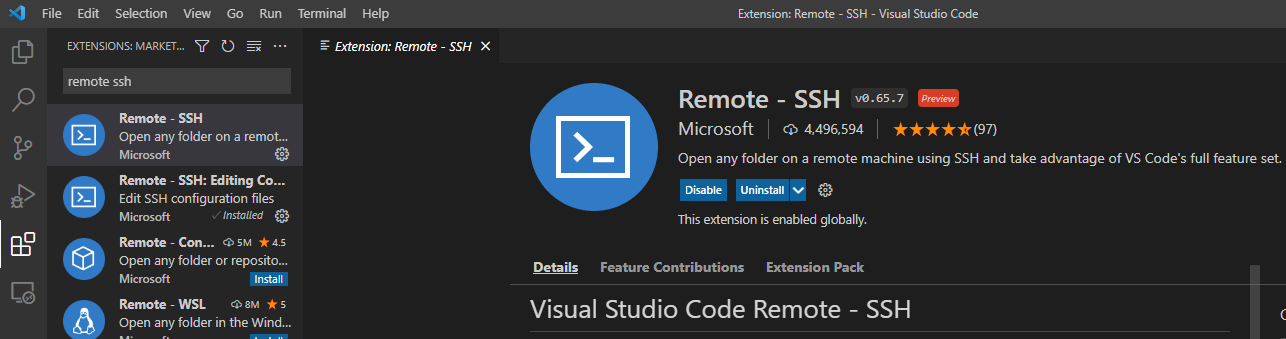 File Edit Selection View Go Run Terminal Help
Extension: Remote - SSH - Visual Studio Code
EXTENSIONS: MARKET...
remote ssh
Remote - SSH
Open any folder on a remot...
Microsoft
Remote - SSH: Editing Co...
Edit SSH configuration files
Microsoft ✓ Installed
Remote - Con... 5M ★ 4.5
Open any folder or reposito...
Microsoft Install
Remote - WSL 8M ★ 5
Open any folder in the Wind...
Microsoft Install
Extension: Remote - SSH
Remote - SSH v0.65.7 Preview
Microsoft 4,496,594 (97)
Open any folder on a remote machine using SSH and take advantage of VS Code's full feature set.
Disable Uninstall
This extension is enabled globally.
Details Feature Contributions Extension Pack
Visual Studio Code Remote - SSH